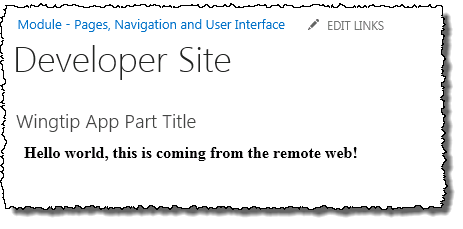 Module - Pages, Navigation and User Interface EDIT LINKS
Developer Site
Wingtip App Part Title
Hello world, this is coming from the remote web!